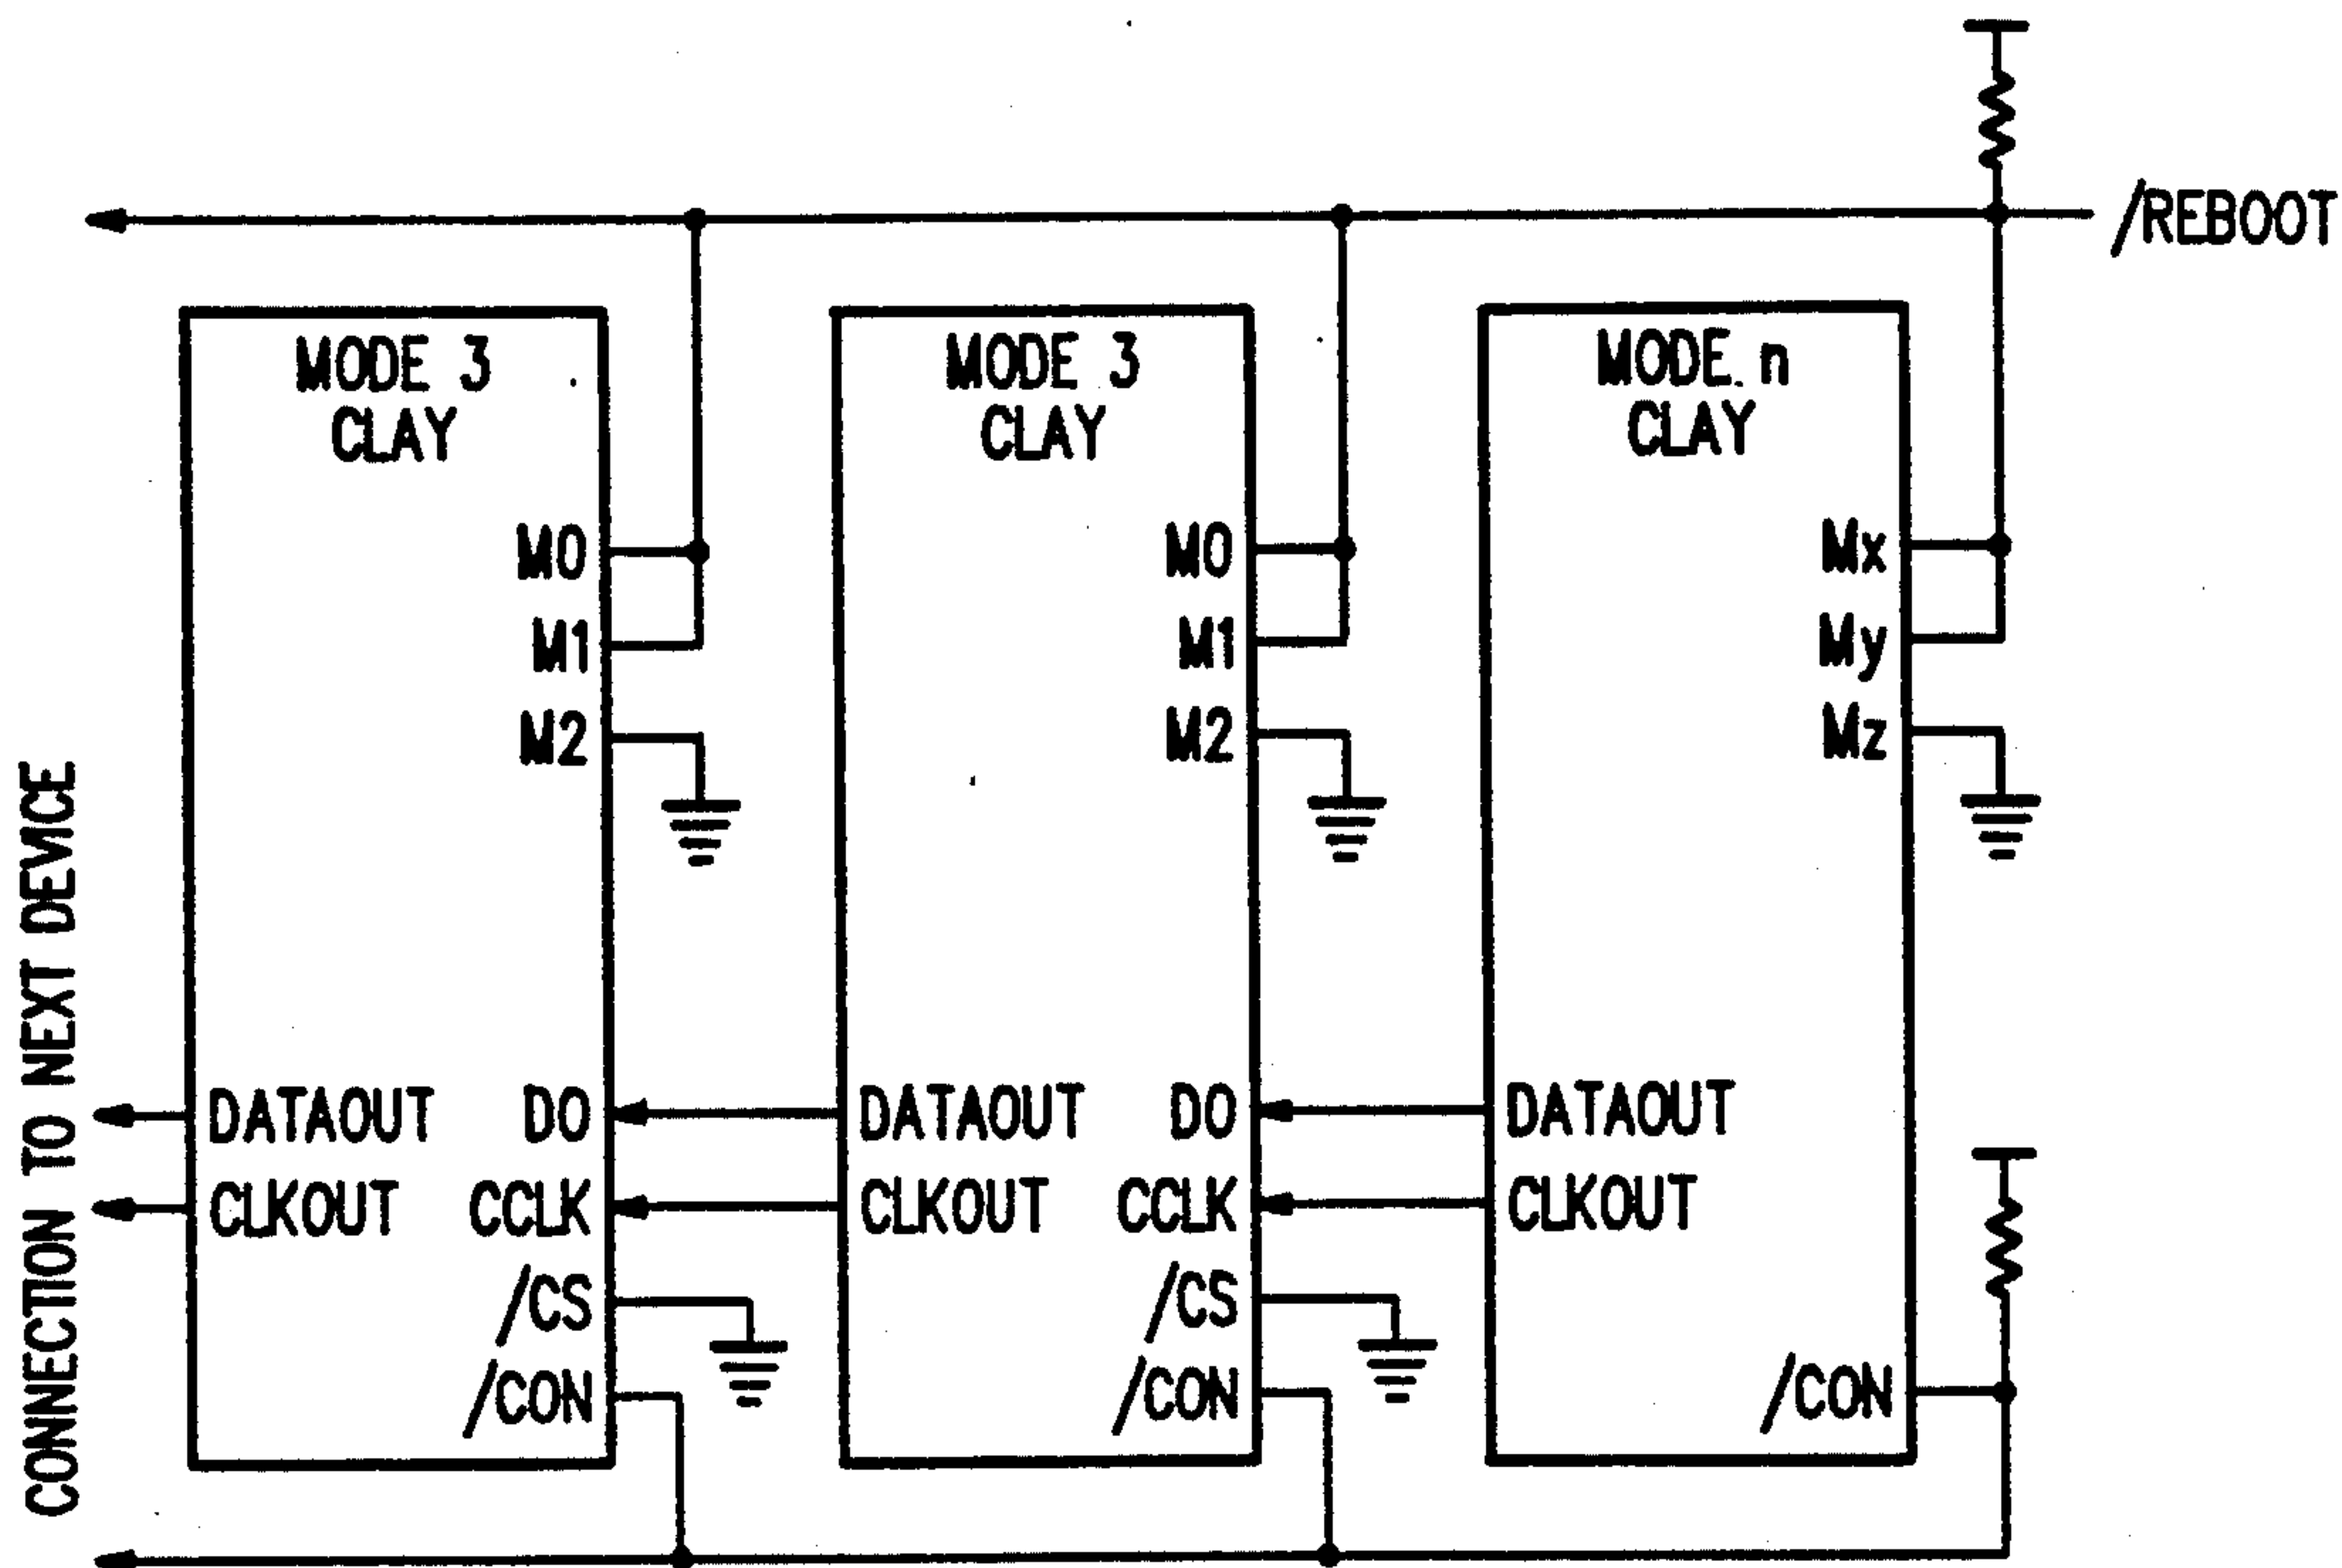 /REBOOT
MODE 3
CLAY
M0
M1
M2
DATAOUT
DO
CLKOUT
CCLK
/CS
/CON
MODE 3
CLAY
M0
M1
M2
DATAOUT
DO
CLKOUT
CCLK
/CS
/CON
MODE n
CLAY
Mx
My
Mz
DATAOUT
CLKOUT
/CON
CONNECTION TO NEXT DEVICE